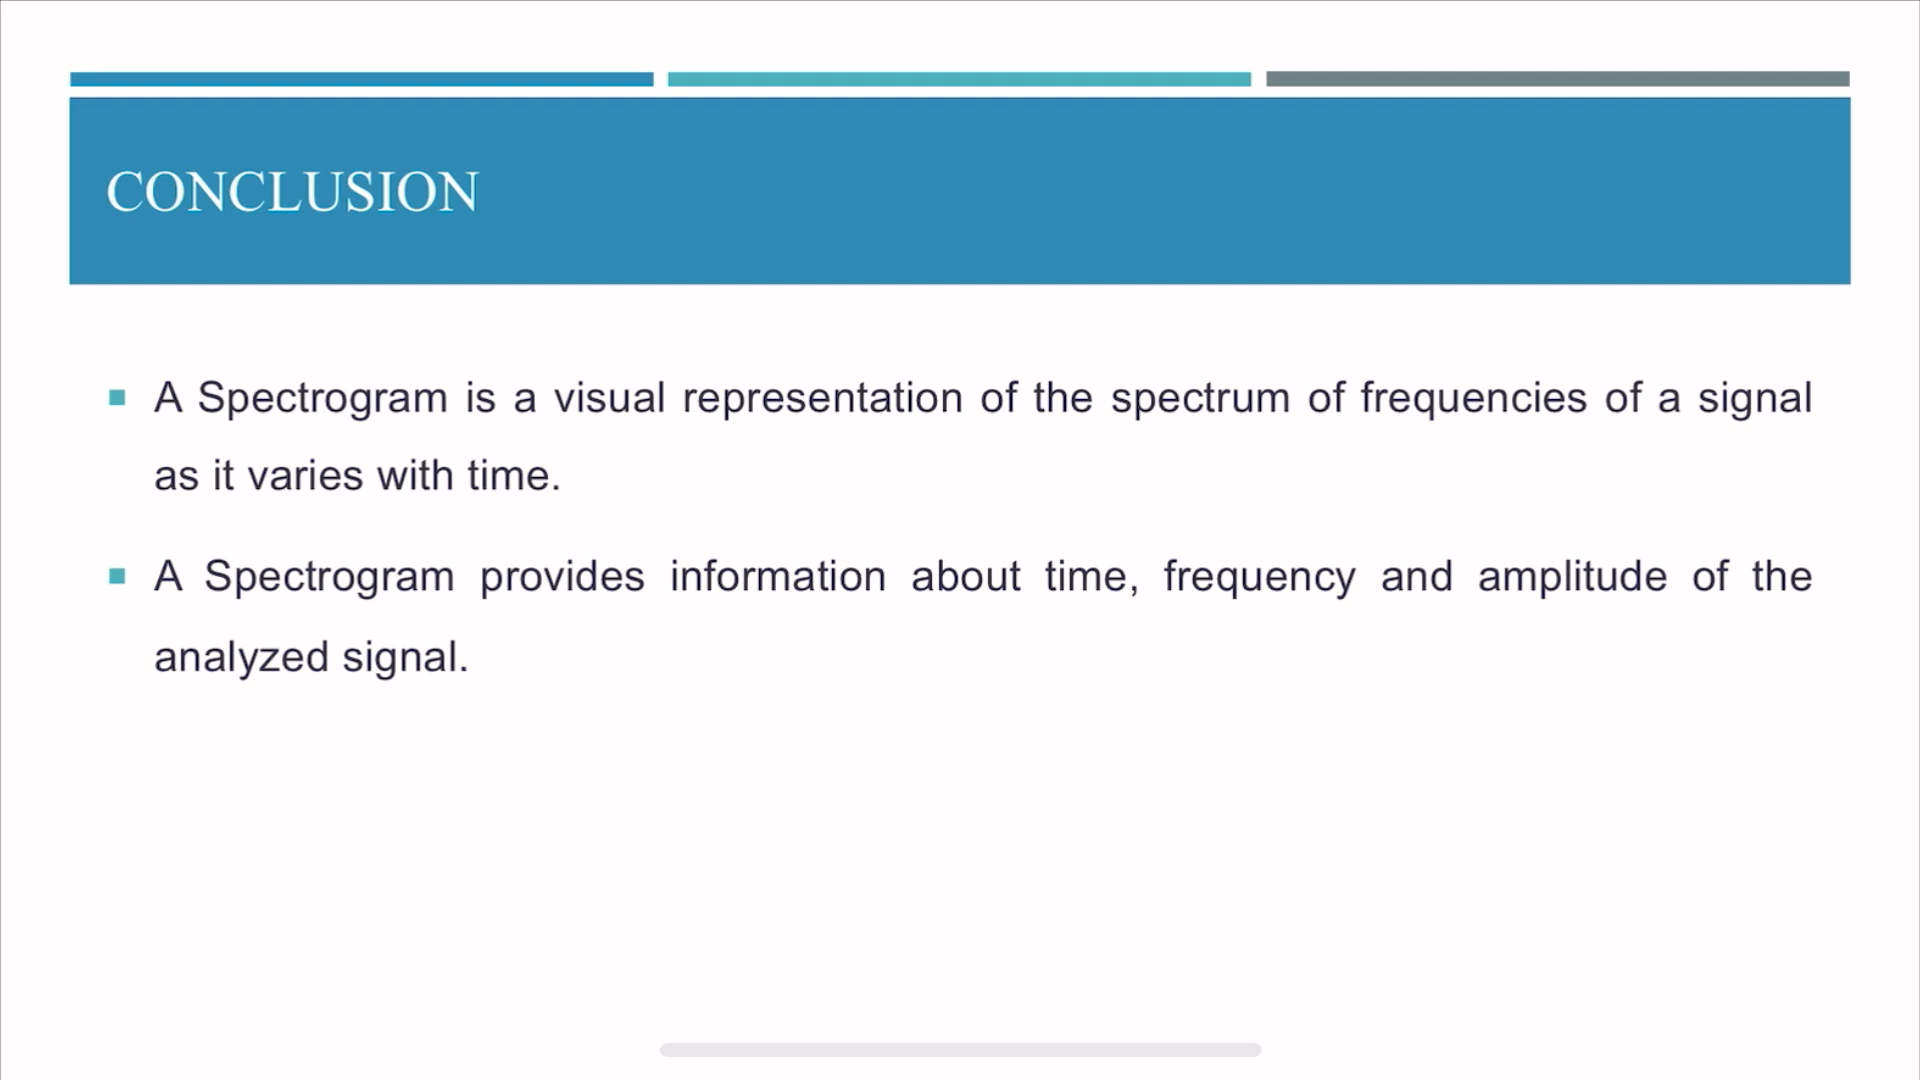 CONCLUSION
A Spectrogram is a visual representation of the spectrum of frequencies of a signal
as it varies with time.
A Spectrogram provides information about time, frequency and amplitude of the
analyzed signal.